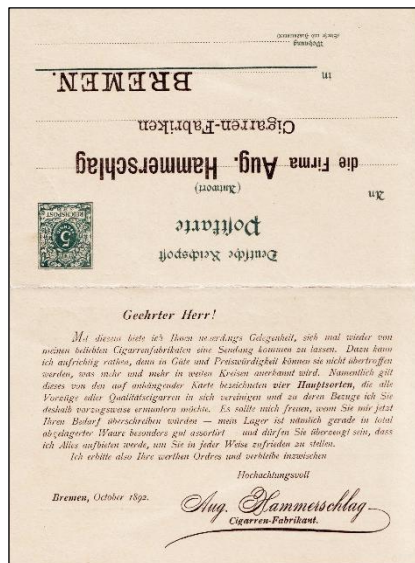 Deutsche Reichspost
Postkarte
(Antwort)
An
die Firma Aug. Hammerschlag
Cigarren-Fabriken
in BREMEN.
Wohnung
(Straße und Hausnummer)
REICHSPOST
5
Geehrter Herr!
Mit diesem biete ich Ihnen neuerdings Gelegenheit, sich mal wieder von
meinen beliebten Cigarrenfabrikaten eine Sendung kommen zu lassen. Dazu kann
ich aufrichtig rathen, denn in Güte und Preiswürdigkeit können sie nicht übertroffen
werden, was mehr und mehr in weiten Kreisen anerkannt wird. Namentlich gilt
dieses von den auf anhängender Karte bezeichneten vier Hauptsorten, die alle
Vorzüge edler Qualitätscigarren in sich vereinigen und zu deren Bezuge ich Sie
deshalb vorzugsweise ermuntern möchte. Es sollte mich freuen, wenn Sie mir jetzt
Ihren Bedarf überschreiben würden — mein Lager ist nämlich gerade in total
abgelagerter Waare besonders gut assortirt — und dürfen Sie überzeugt sein, dass
ich Alles aufbieten werde, um Sie in jeder Weise zufrieden zu stellen.
Ich erbitte also Ihre werthen Ordres und verbleibe inzwischen
Hochachtungsvoll
Bremen, October 1892.
Aug. Hammerschlag
Cigarren-Fabrikant.